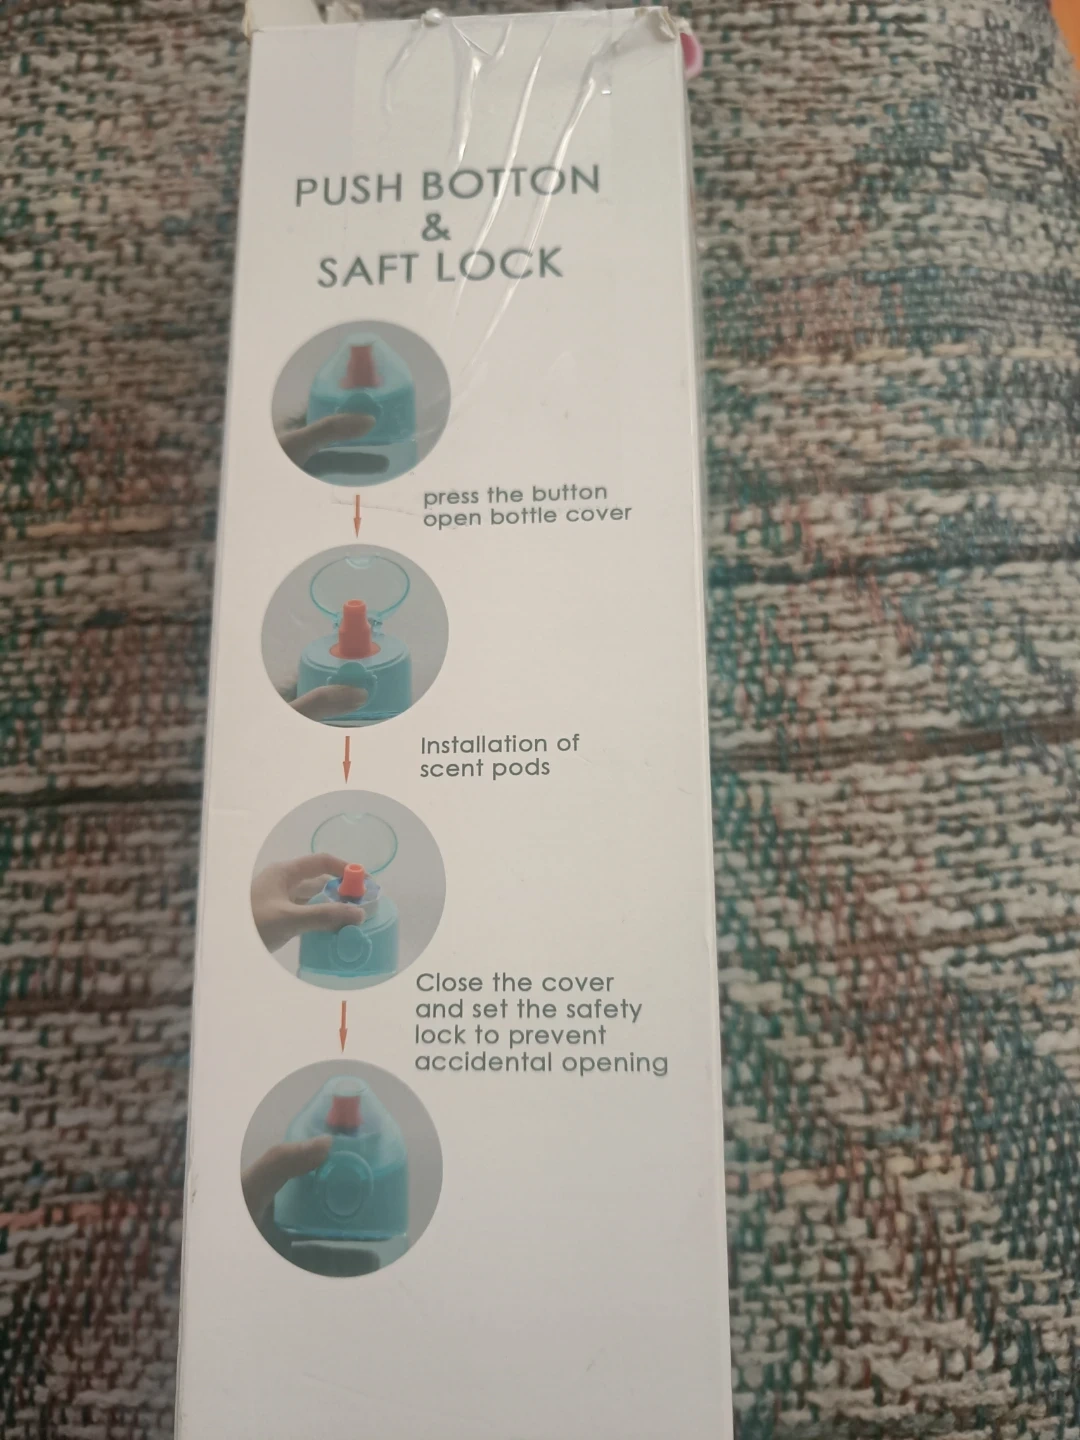 PUSH BOTTON
&
SAFT LOCK
press the button
open bottle cover
Installation of
scent pods
Close the cover
and set the safety
lock to prevent
accidental opening